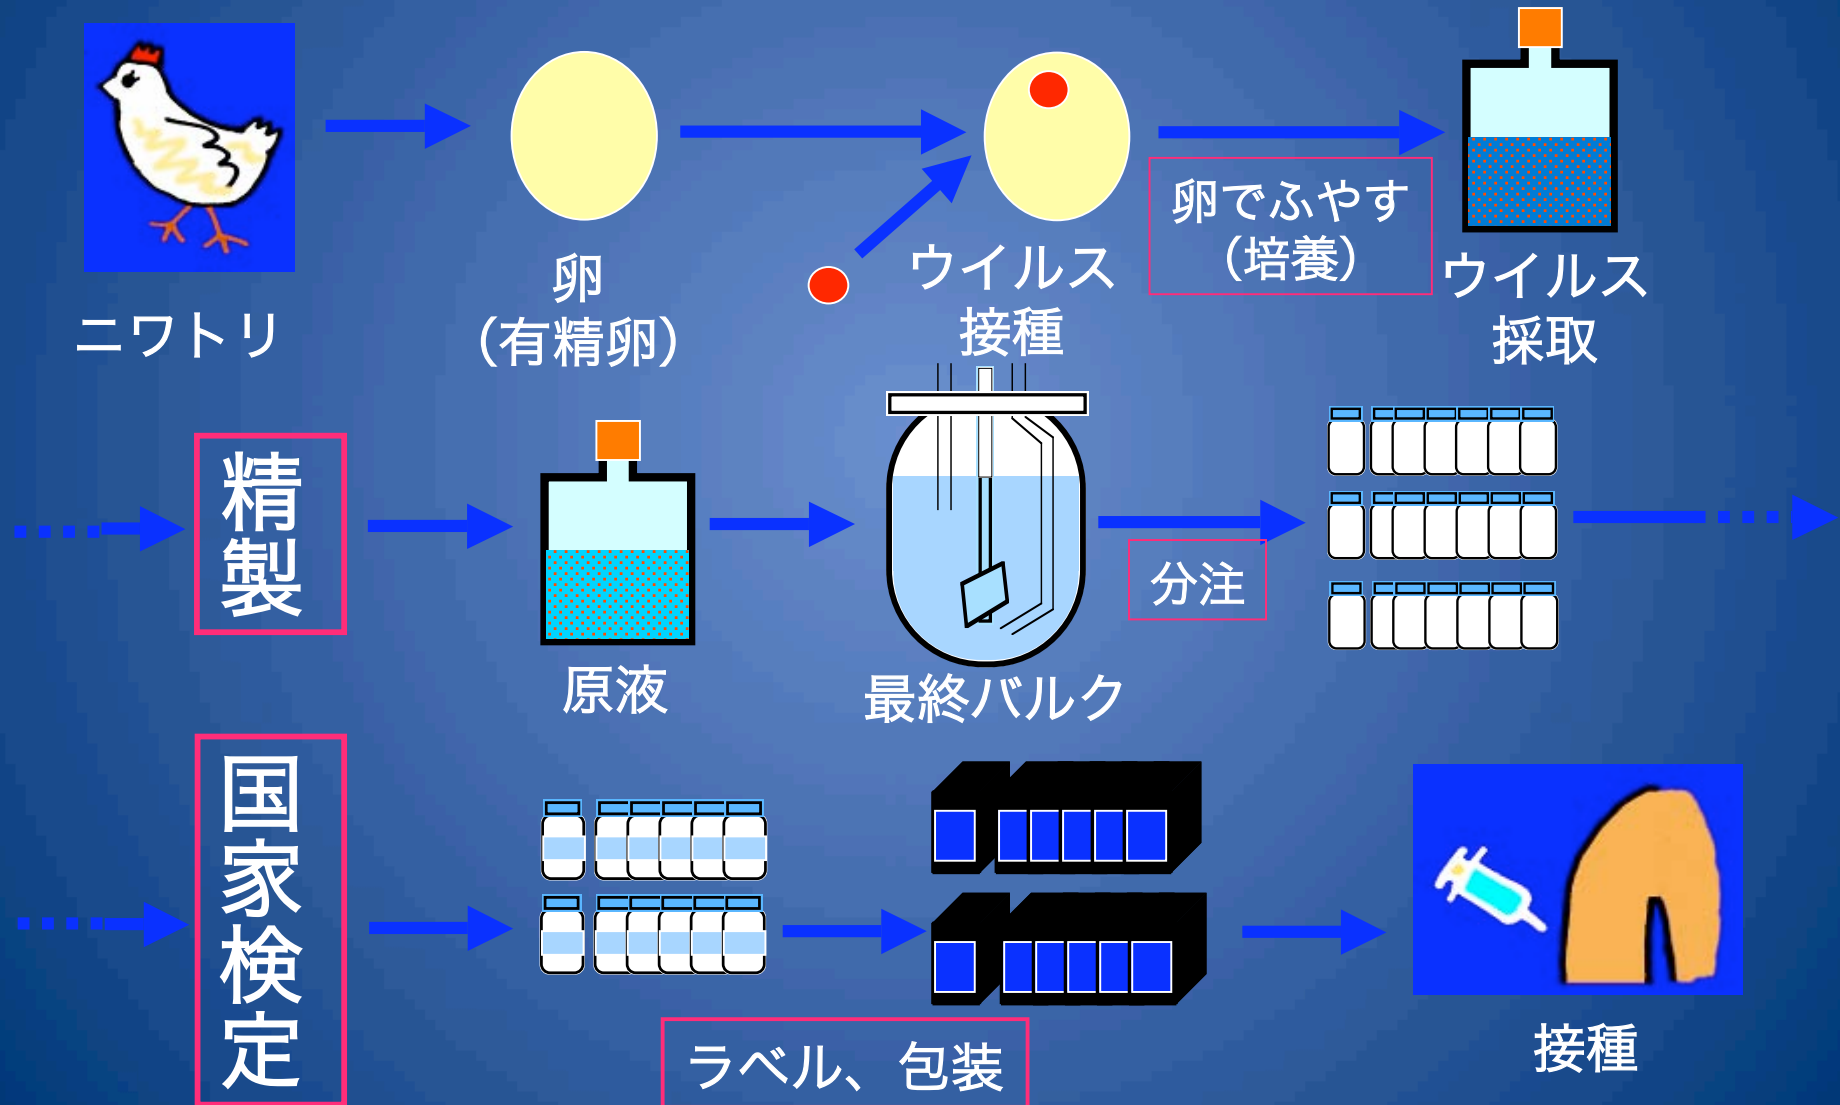 ニワトリ
卵
（有精卵）
ウイルス
接種
卵でふやす
（培養）
ウイルス
採取
精製
原液
最終バルク
分注
国家検定
ラベル、包装
接種